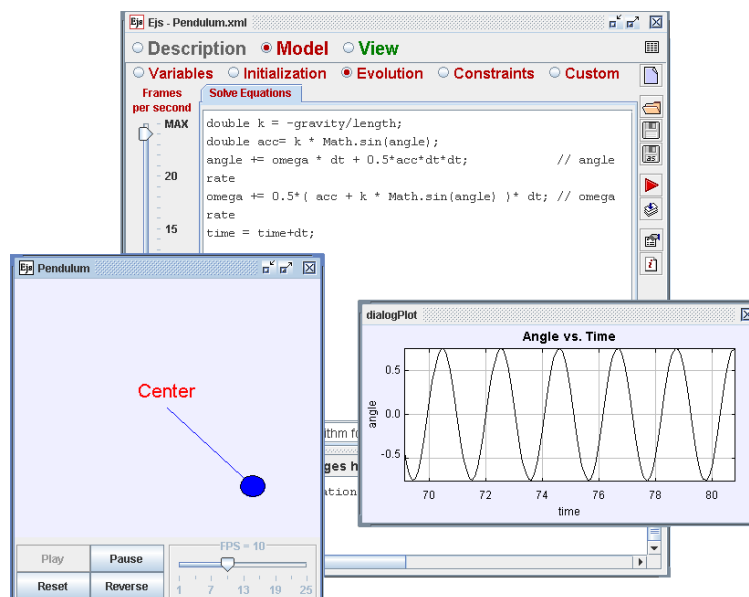 Ejs Ejs - Pendulum.xml
Description Model View
Variables Initialization Evolution Constraints Custom
Frames
per second
Solve Equations
MAX
20
15
double k = -gravity/length;
double acc= k * Math.sin(angle);
angle += omega * dt + 0.5*acc*dt*dt; // angle
rate
omega += 0.5*( acc + k * Math.sin(angle) )* dt; // omega
rate
time = time+dt;
as
Ejs Pendulum
Center
Play Pause
Reset Reverse
FPS = 10
1 7 13 19 25
dialogPlot
Angle vs. Time
angle
0.5
0.0
-0.5
70 72 74 76 78 80
time